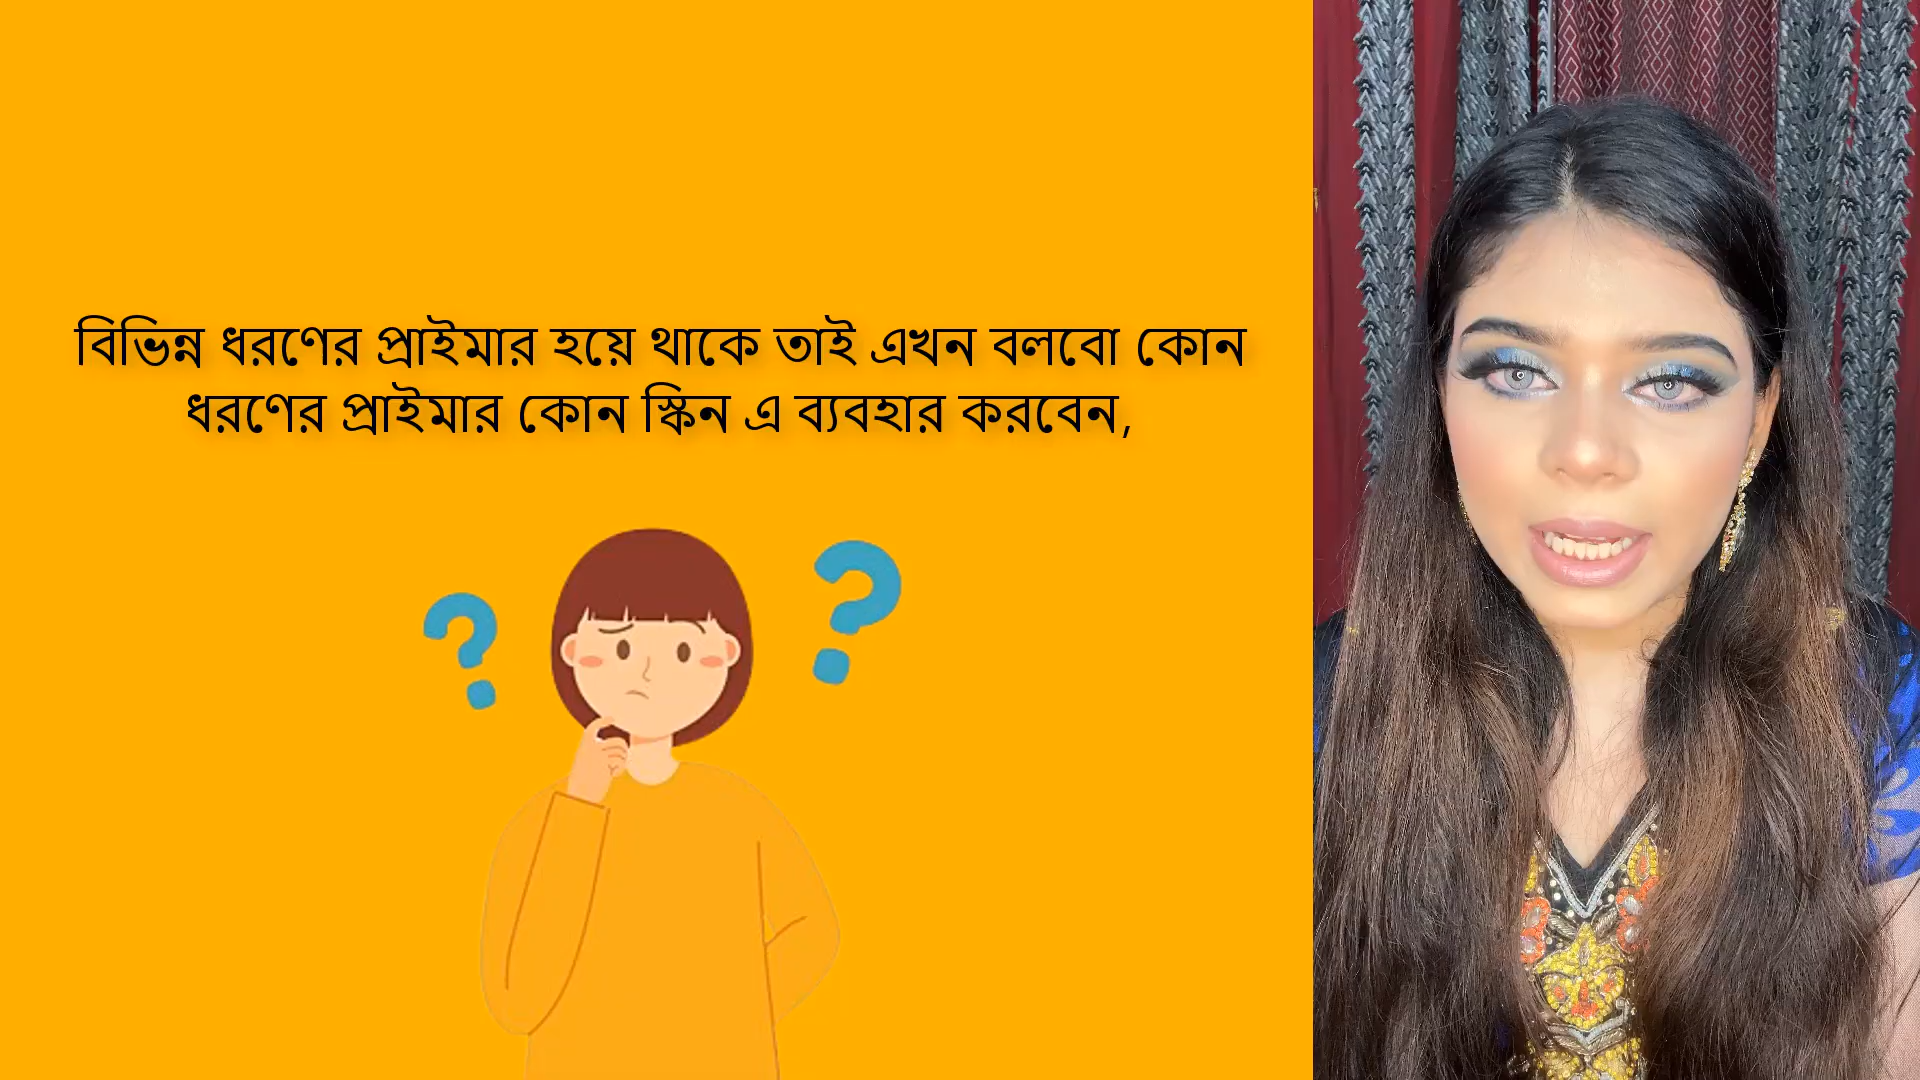 বিভিন্ন ধরণের প্রাইমার হয়ে থাকে তাই এখন বলবো কোন
ধরণের প্রাইমার কোন স্কিন এ ব্যবহার করবেন,